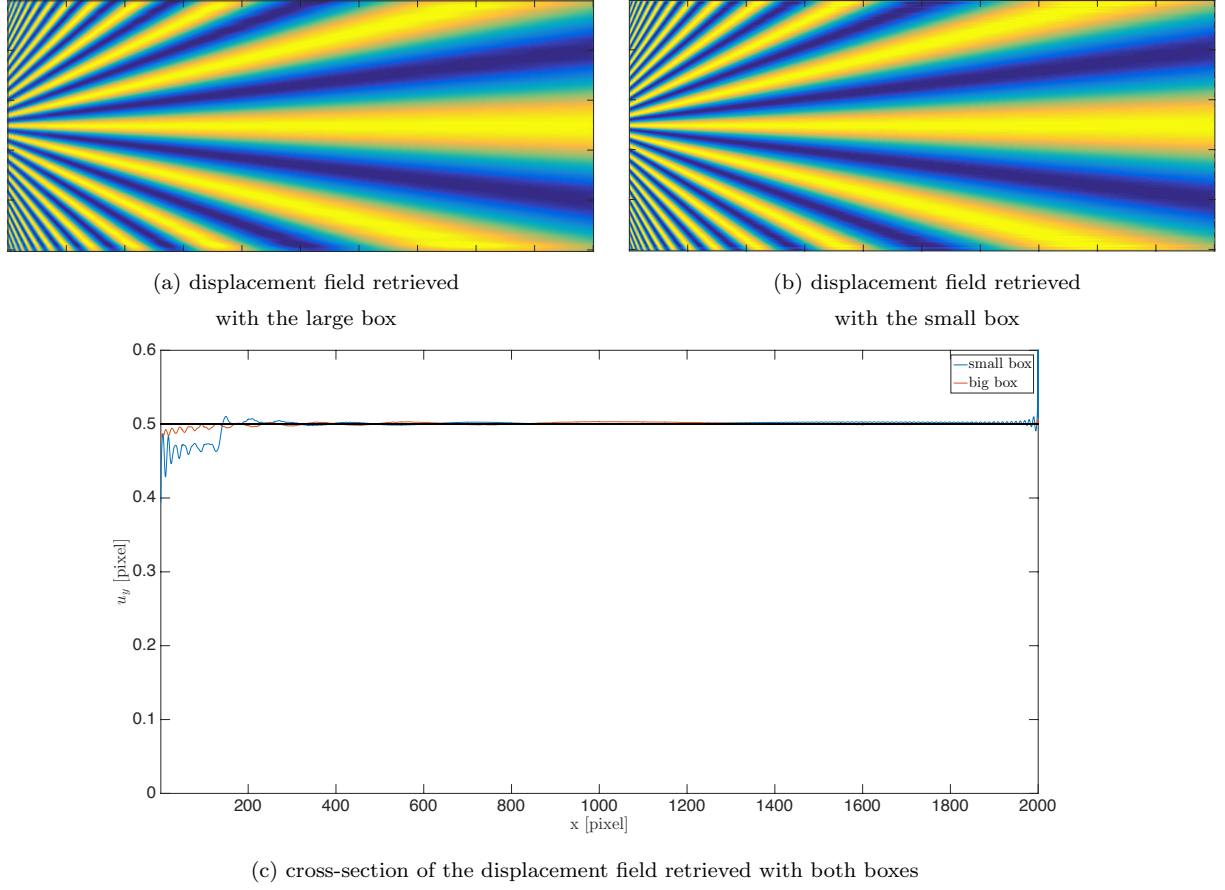 (a) displacement field retrieved
with the large box
(b) displacement field retrieved
with the small box
0.6
0.5
0.4
0.3
0.2
0.1
0
u_y [pixel]
small box
big box
200 400 600 800 1000 1200 1400 1600 1800 2000
x [pixel]
(c) cross-section of the displacement field retrieved with both boxes